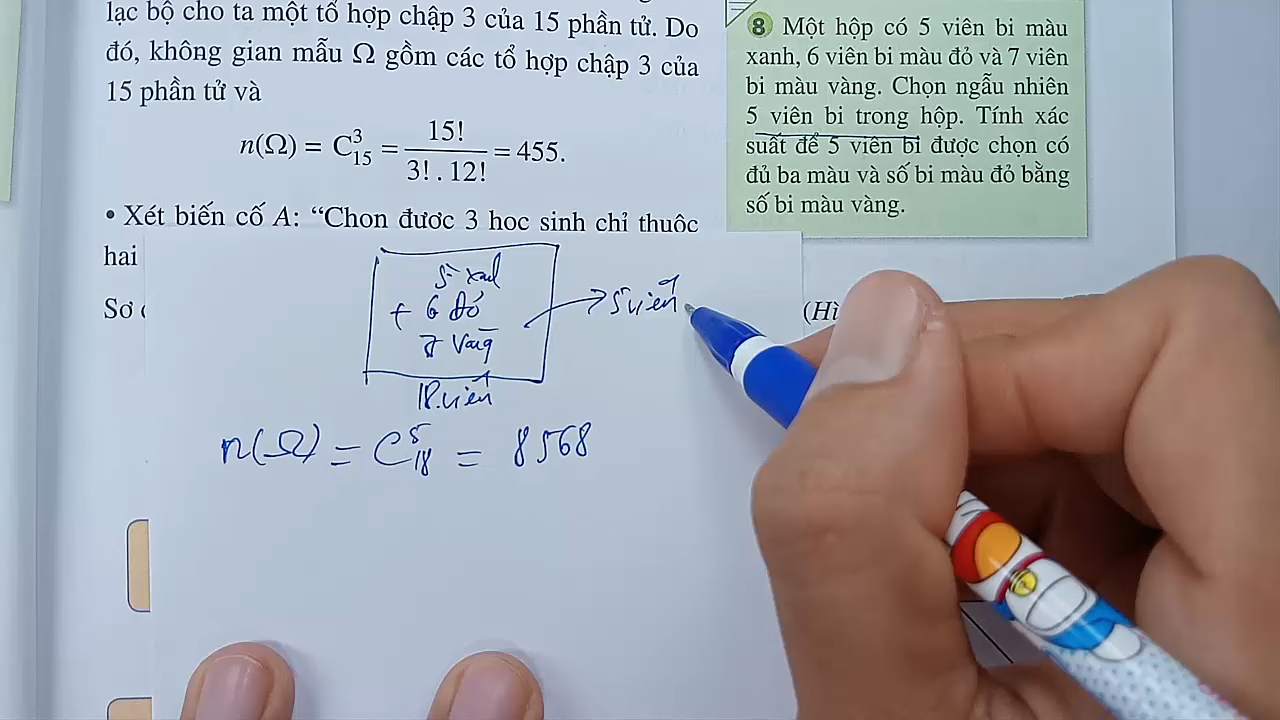 lạc bộ cho ta một tổ hợp chập 3 của 15 phần tử. Do
đó, không gian mẫu Ω gồm các tổ hợp chập 3 của
15 phần tử và
n(Ω) = C₁₅³ = 15! / 3! . 12! = 455.
• Xét biến cố A: “Chọn được 3 học sinh chỉ thuộc
hai
Sơ
(Hì
8 Một hộp có 5 viên bi màu
xanh, 6 viên bi màu đỏ và 7 viên
bi màu vàng. Chọn ngẫu nhiên
5 viên bi trong hộp. Tính xác
suất để 5 viên bi được chọn có
đủ ba màu và số bi màu đỏ bằng
số bi màu vàng.
5 xanh
+ 6 đỏ
7 vàng
18 viên
5 viên
n(Ω) = C₁₈⁵ = 8568